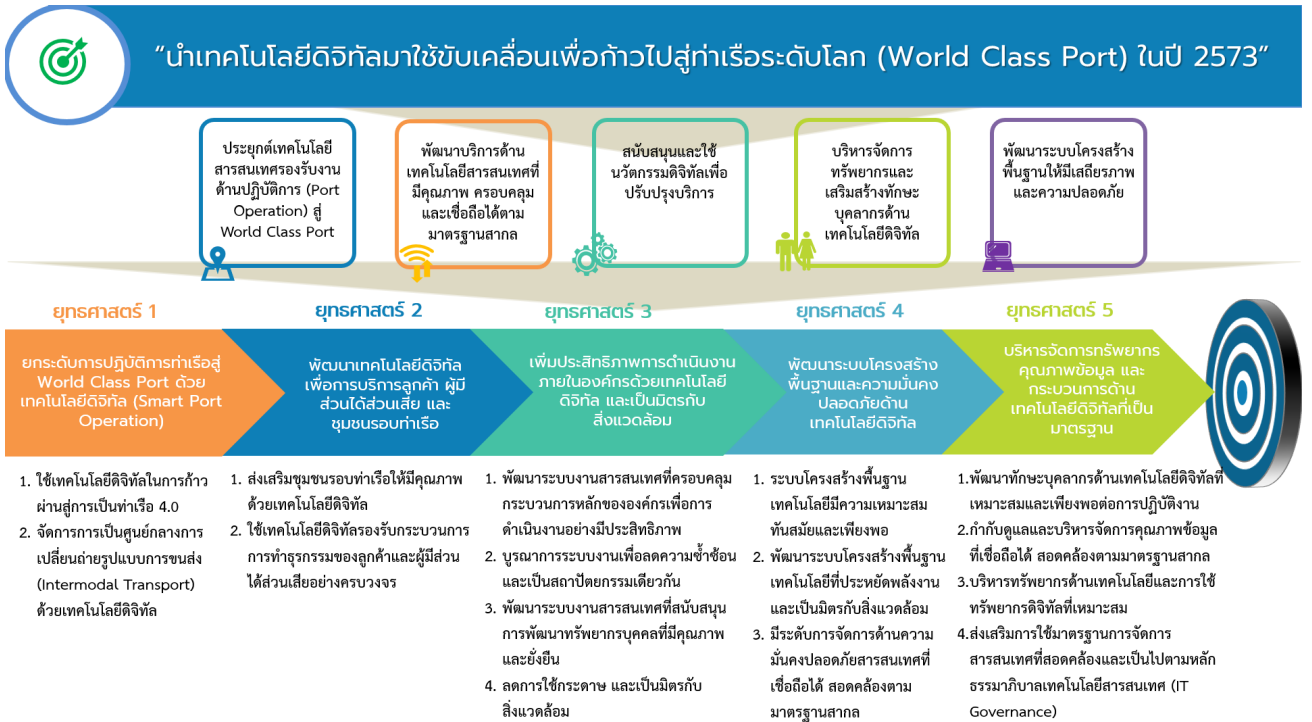 “นำเทคโนโลยีดิจิทัลมาใช้ขับเคลื่อนเพื่อก้าวไปสู่ท่าเรือระดับโลก (World Class Port) ในปี 2573”
ประยุกต์เทคโนโลยี
สารสนเทศรองรับงาน
ด้านปฏิบัติการ (Port
Operation) สู่
World Class Port
พัฒนาบริการด้าน
เทคโนโลยีสารสนเทศที่
มีคุณภาพ ครอบคลุม
และเชื่อถือได้ตาม
มาตรฐานสากล
สนับสนุนและใช้
นวัตกรรมดิจิทัลเพื่อ
ปรับปรุงบริการ
บริหารจัดการ
ทรัพยากรและ
เสริมสร้างทักษะ
บุคลากรด้าน
เทคโนโลยีดิจิทัล
พัฒนาระบบโครงสร้าง
พื้นฐานให้มีเสถียรภาพ
และความปลอดภัย
ยุทธศาสตร์ 1
ยกระดับการปฏิบัติการท่าเรือสู่
World Class Port ด้วย
เทคโนโลยีดิจิทัล (Smart Port
Operation)
1. ใช้เทคโนโลยีดิจิทัลในการก้าว
ผ่านสู่การเป็นท่าเรือ 4.0
2. จัดการการเป็นศูนย์กลางการ
เปลี่ยนถ่ายรูปแบบการขนส่ง
(Intermodal Transport)
ด้วยเทคโนโลยีดิจิทัล
ยุทธศาสตร์ 2
พัฒนาเทคโนโลยีดิจิทัล
เพื่อการบริการลูกค้า ผู้มี
ส่วนได้ส่วนเสีย และ
ชุมชนรอบท่าเรือ
1. ส่งเสริมชุมชนรอบท่าเรือให้มีคุณภาพ
ด้วยเทคโนโลยีดิจิทัล
2. ใช้เทคโนโลยีดิจิทัลรองรับกระบวนการ
การทำธุรกรรมของลูกค้าและผู้มีส่วน
ได้ส่วนเสียอย่างครบวงจร
ยุทธศาสตร์ 3
เพิ่มประสิทธิภาพการดำเนินงาน
ภายในองค์กรด้วยเทคโนโลยี
ดิจิทัล และเป็นมิตรกับ
สิ่งแวดล้อม
1. พัฒนาระบบงานสารสนเทศที่ครอบคลุม
กระบวนการหลักขององค์กรเพื่อการ
ดำเนินงานอย่างมีประสิทธิภาพ
2. บูรณาการระบบงานเพื่อลดความซ้ำซ้อน
และเป็นสถาปัตยกรรมเดียวกัน
3. พัฒนาระบบงานสารสนเทศที่สนับสนุน
การพัฒนาทรัพยากรบุคคลที่มีคุณภาพ
และยั่งยืน
4. ลดการใช้กระดาษ และเป็นมิตรกับ
สิ่งแวดล้อม
ยุทธศาสตร์ 4
พัฒนาระบบโครงสร้าง
พื้นฐานและความมั่นคง
ปลอดภัยด้าน
เทคโนโลยีดิจิทัล
1. ระบบโครงสร้างพื้นฐาน
เทคโนโลยีมีความเหมาะสม
ทันสมัยและเพียงพอ
2. พัฒนาระบบโครงสร้างพื้นฐาน
เทคโนโลยีที่ประหยัดพลังงาน
และเป็นมิตรกับสิ่งแวดล้อม
3. มีระดับการจัดการด้านความ
มั่นคงปลอดภัยสารสนเทศที่
เชื่อถือได้ สอดคล้องตาม
มาตรฐานสากล
ยุทธศาสตร์ 5
บริหารจัดการทรัพยากร
คุณภาพข้อมูล และ
กระบวนการด้าน
เทคโนโลยีดิจิทัลที่เป็น
มาตรฐาน
1.พัฒนาทักษะบุคลากรด้านเทคโนโลยีดิจิทัลที่
เหมาะสมและเพียงพอต่อการปฏิบัติงาน
2.กำกับดูแลและบริหารจัดการคุณภาพข้อมูล
ที่เชื่อถือได้ สอดคล้องตามมาตรฐานสากล
3.บริหารทรัพยากรด้านเทคโนโลยีและการใช้
ทรัพยากรดิจิทัลที่เหมาะสม
4.ส่งเสริมการใช้มาตรฐานการจัดการ
สารสนเทศที่สอดคล้องและเป็นไปตามหลัก
ธรรมาภิบาลเทคโนโลยีสารสนเทศ (IT
Governance)